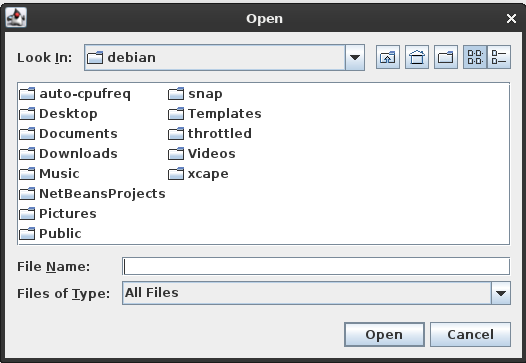 Open
Look In: debian
auto-cpufreq
Desktop
Documents
Downloads
Music
NetBeansProjects
Pictures
Public
snap
Templates
throttled
Videos
xcape
File Name:
Files of Type: All Files
Open Cancel